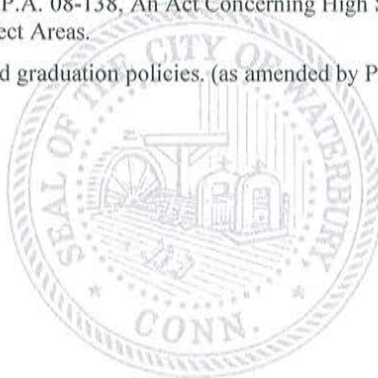 P.A. 08-138, An Act Concerning High
ect Areas.
d graduation policies. (as amended by P
SEAL OF THE CITY OF WATERBURY,
CONN.